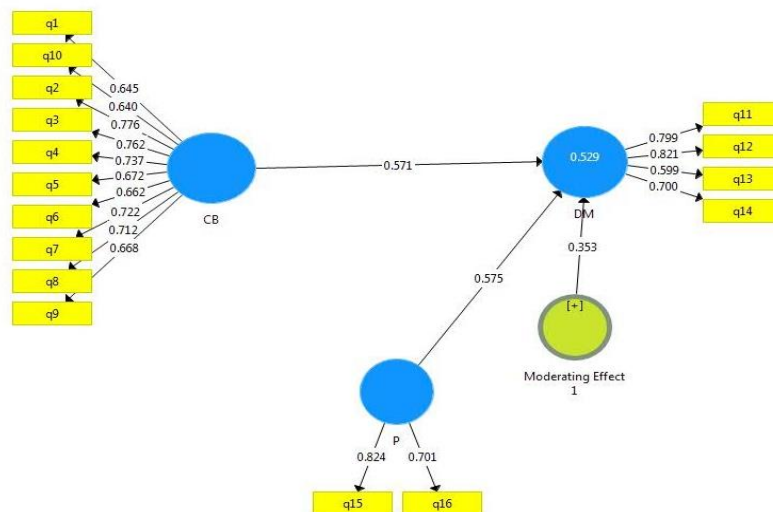 q1
q10
q2
q3
q4
q5
q6
q7
q8
q9
0.645
0.640
0.776
0.762
0.737
0.672
0.662
0.722
0.712
0.668
CB
0.571
0.529
DM
0.799
0.821
0.599
0.700
q11
q12
q13
q14
0.575
0.353
[+]
Moderating Effect
1
P
0.824
0.701
q15
q16